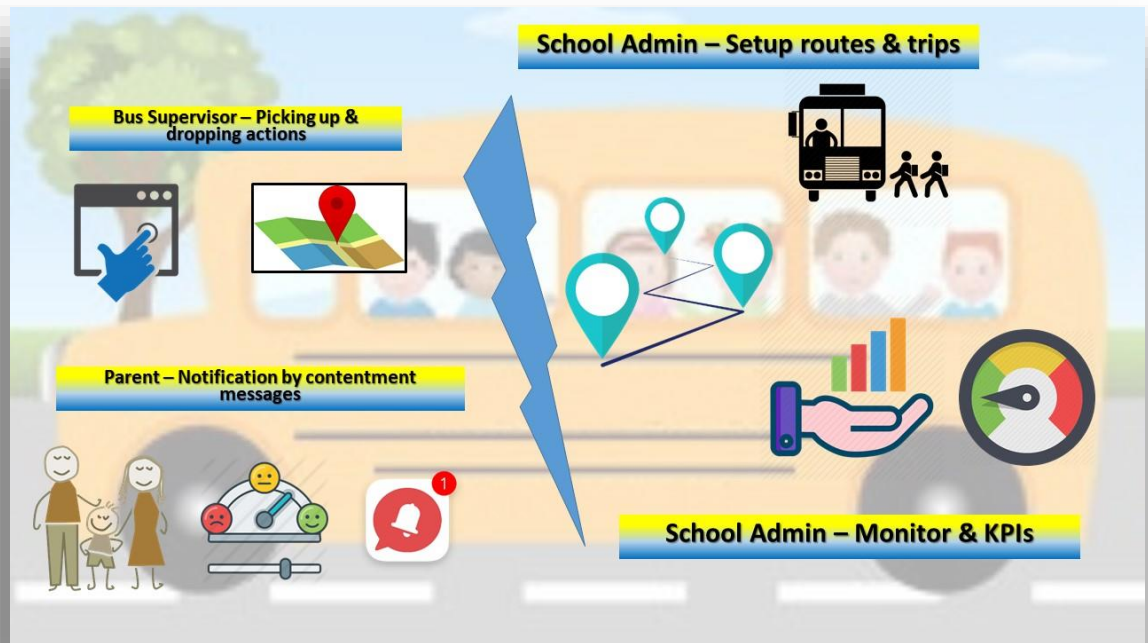 School Admin – Setup routes & trips
Bus Supervisor – Picking up &
dropping actions
Parent – Notification by contentment
messages
1
School Admin – Monitor & KPIs